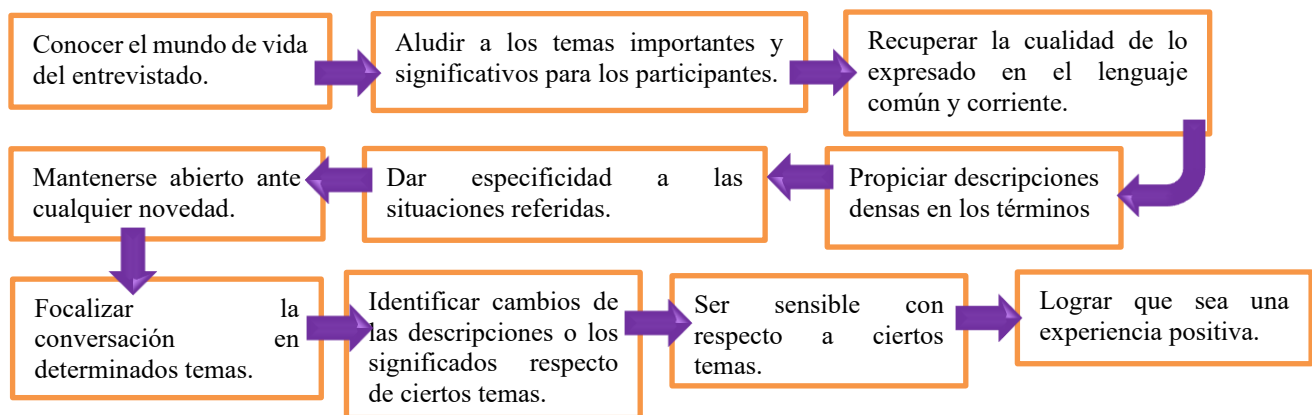 Conocer el mundo de vida
del entrevistado.
Aludir a los temas importantes y
significativos para los participantes.
Recuperar la cualidad de lo
expresado en el lenguaje
común y corriente.
Propiciar descripciones
densas en los términos
Dar especificidad a las
situaciones referidas.
Mantenerse abierto ante
cualquier novedad.
Focalizar la
conversación en
determinados temas.
Identificar cambios de
las descripciones o los
significados respecto
de ciertos temas.
Ser sensible con
respecto a ciertos
temas.
Lograr que sea una
experiencia positiva.